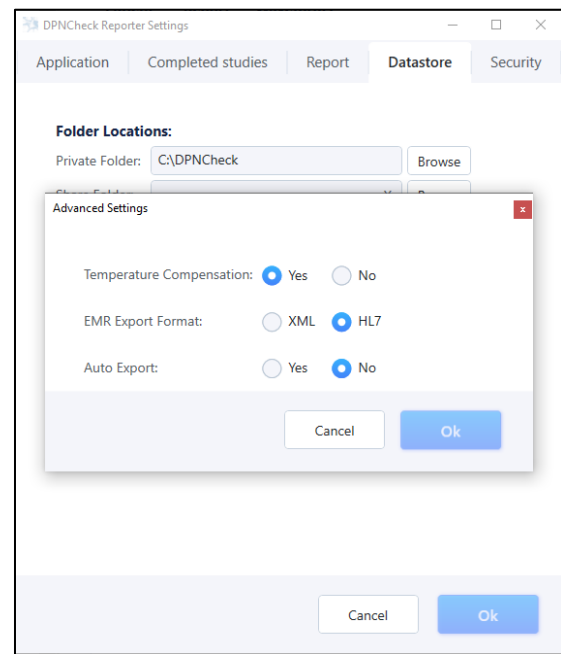 DPNCheck Reporter Settings
Application Completed studies Report Datastore Security
Folder Locations:
Private Folder: C:\DPNCheck Browse
Advanced Settings
Temperature Compensation: Yes No
EMR Export Format: XML HL7
Auto Export: Yes No
Cancel Ok
Cancel Ok